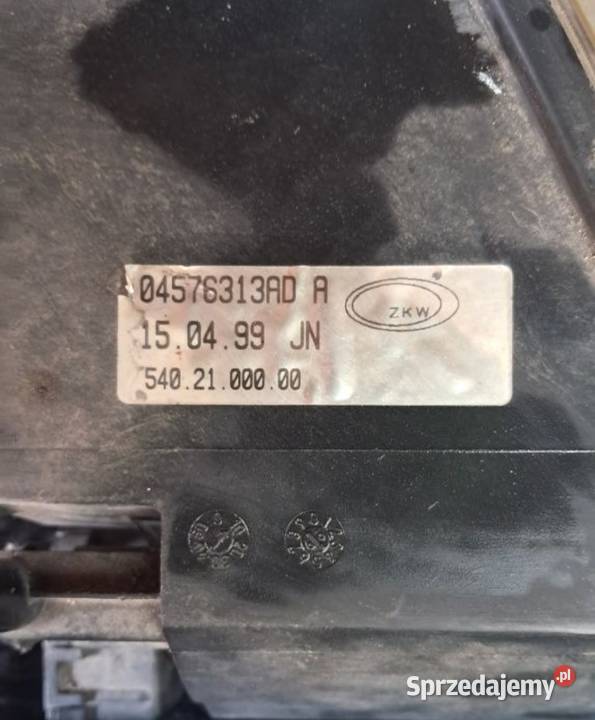 04576313AD A
ZKW
15.04.99 JN
540.21.000.00
Sprzedajemy.pl